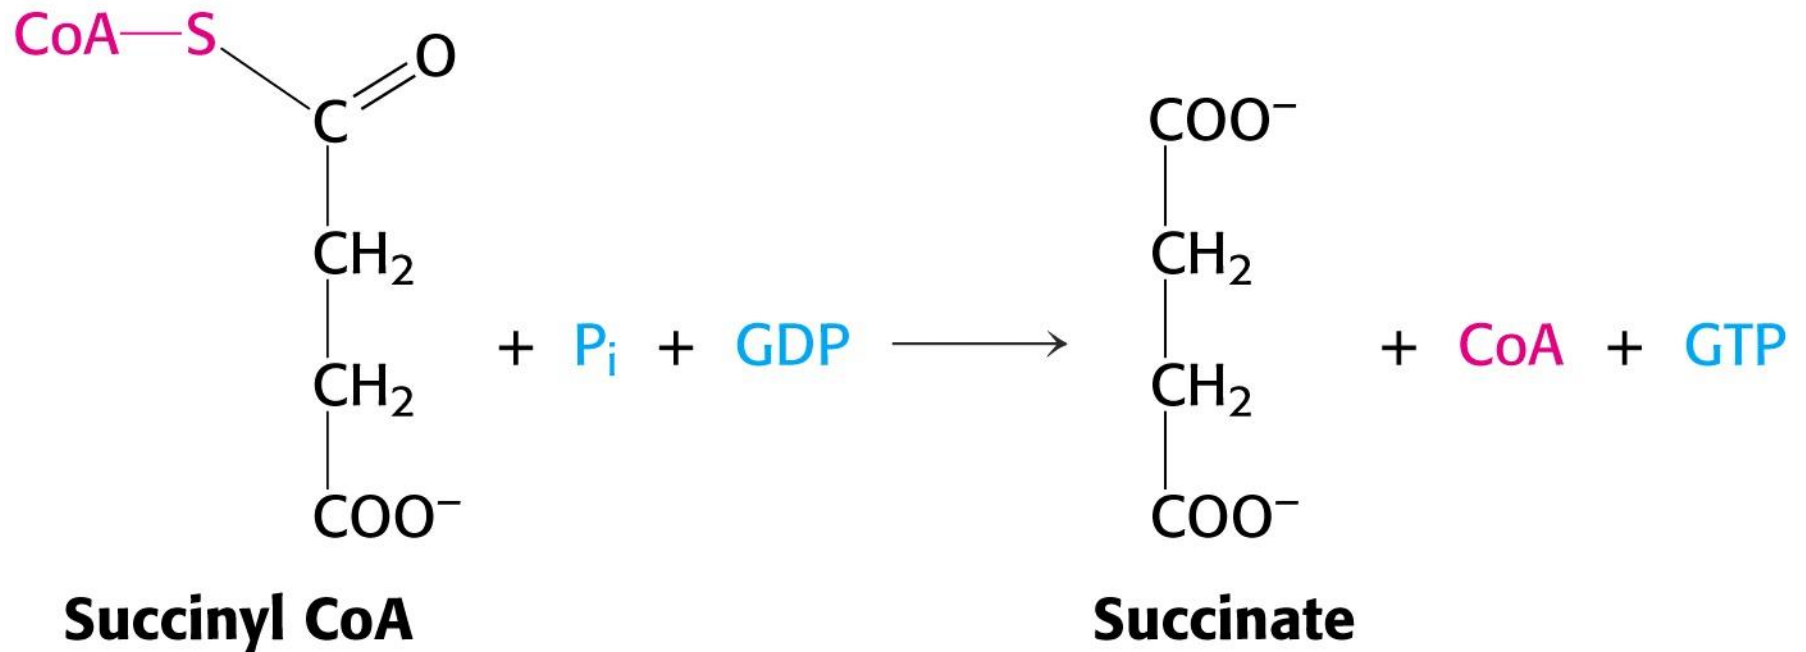 CoA—S
O
C
CH₂
CH₂
COO⁻
+ Pᵢ + GDP ⟶
COO⁻
CH₂
CH₂
COO⁻
+ CoA + GTP
Succinyl CoA
Succinate